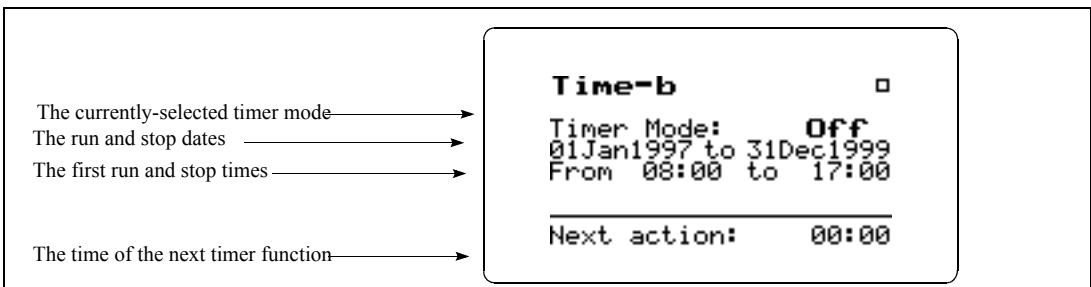 Time-b
The currently-selected timer mode
Timer Mode: Off
The run and stop dates
01Jan1997 to 31Dec1999
The first run and stop times
From 08:00 to 17:00
The time of the next timer function
Next action: 00:00